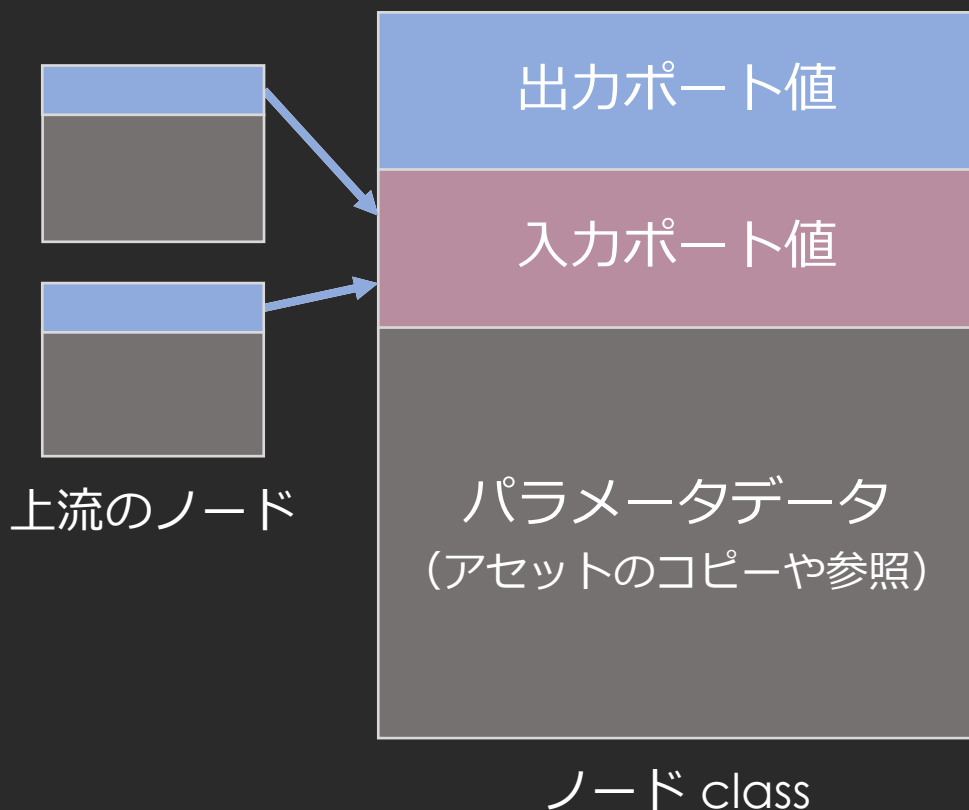 出力ポート値
入力ポート値
上流のノード
パラメータデータ
（アセットのコピーや参照）
ノード class